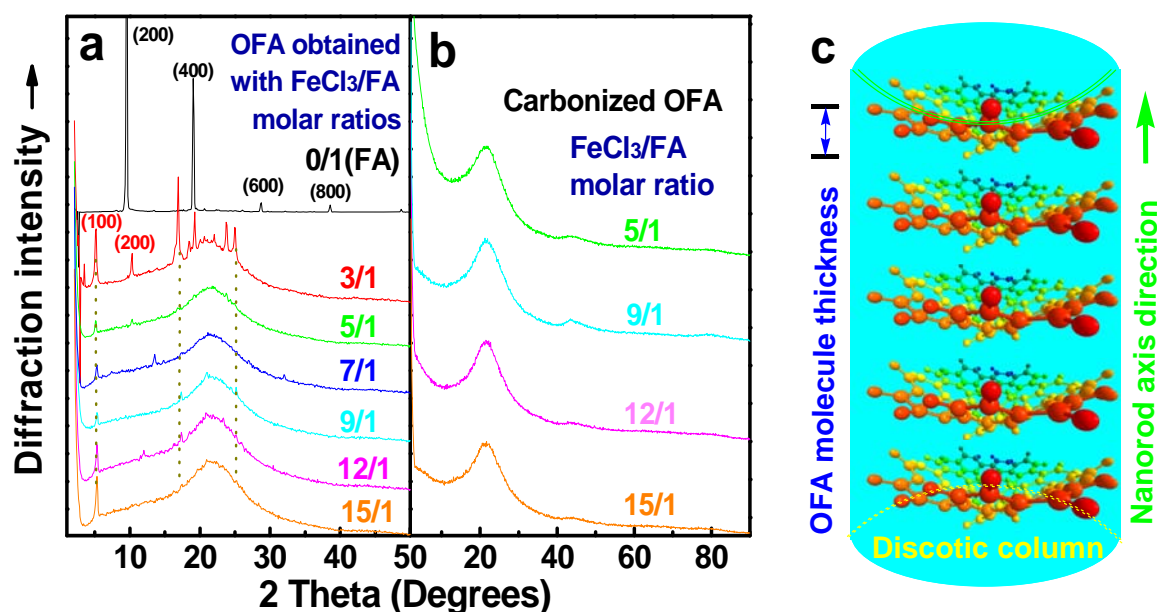 a
(200)
(400)
(600)
(800)
OFA obtained
with FeCl3/FA
molar ratios
0/1(FA)
(100)
(200)
3/1
5/1
7/1
9/1
12/1
15/1
b
Carbonized OFA
FeCl3/FA
molar ratio
5/1
9/1
12/1
15/1
10 20 30 40 50
20 40 60 80
2 Theta (Degrees)
Diffraction intensity →
c
OFA molecule thickness
Nanorod axis direction
Discotic column